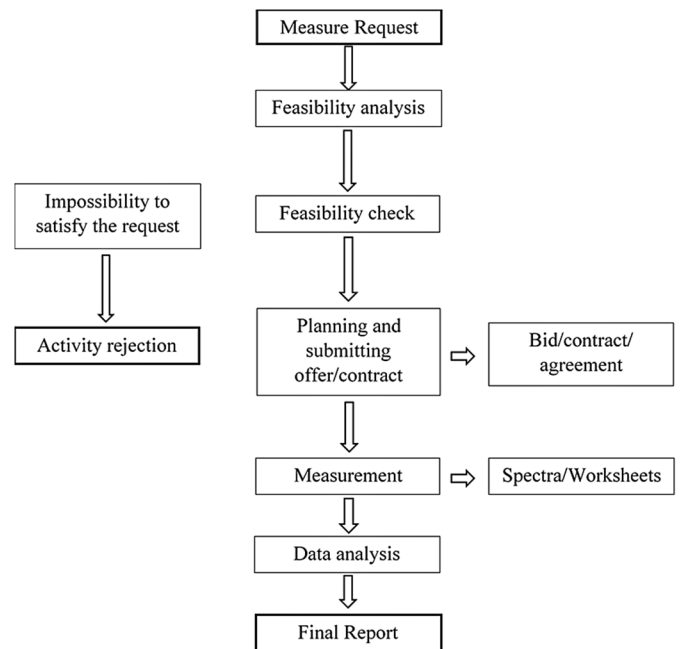 Measure Request
Feasibility analysis
Impossibility to
satisfy the request
Feasibility check
Activity rejection
Planning and
submitting
offer/contract
Bid/contract/
agreement
Measurement
Spectra/Worksheets
Data analysis
Final Report